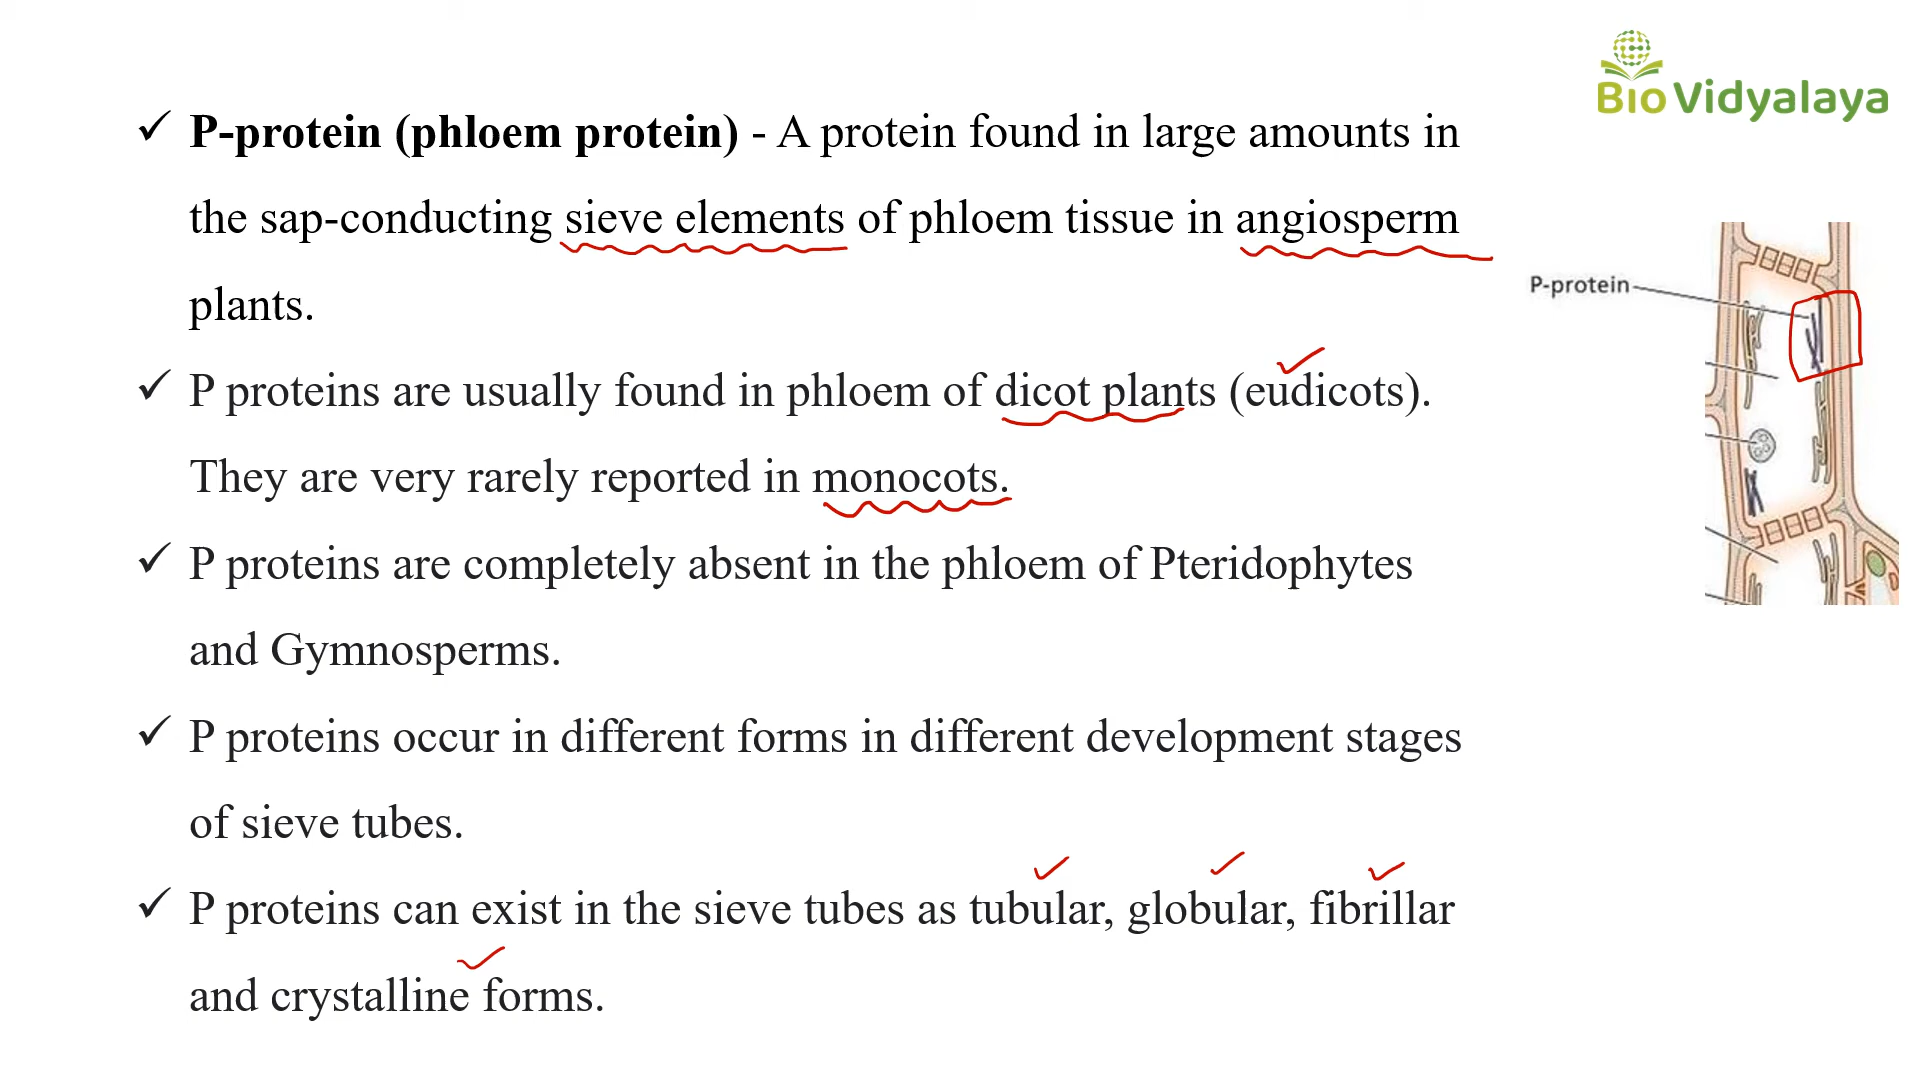 Bio Vidyalaya
✓ P-protein (phloem protein) - A protein found in large amounts in
the sap-conducting sieve elements of phloem tissue in angiosperm
plants.
P-protein
✓ P proteins are usually found in phloem of dicot plants (eudicots).
They are very rarely reported in monocots.
✓ P proteins are completely absent in the phloem of Pteridophytes
and Gymnosperms.
✓ P proteins occur in different forms in different development stages
of sieve tubes.
✓ P proteins can exist in the sieve tubes as tubular, globular, fibrillar
and crystalline forms.